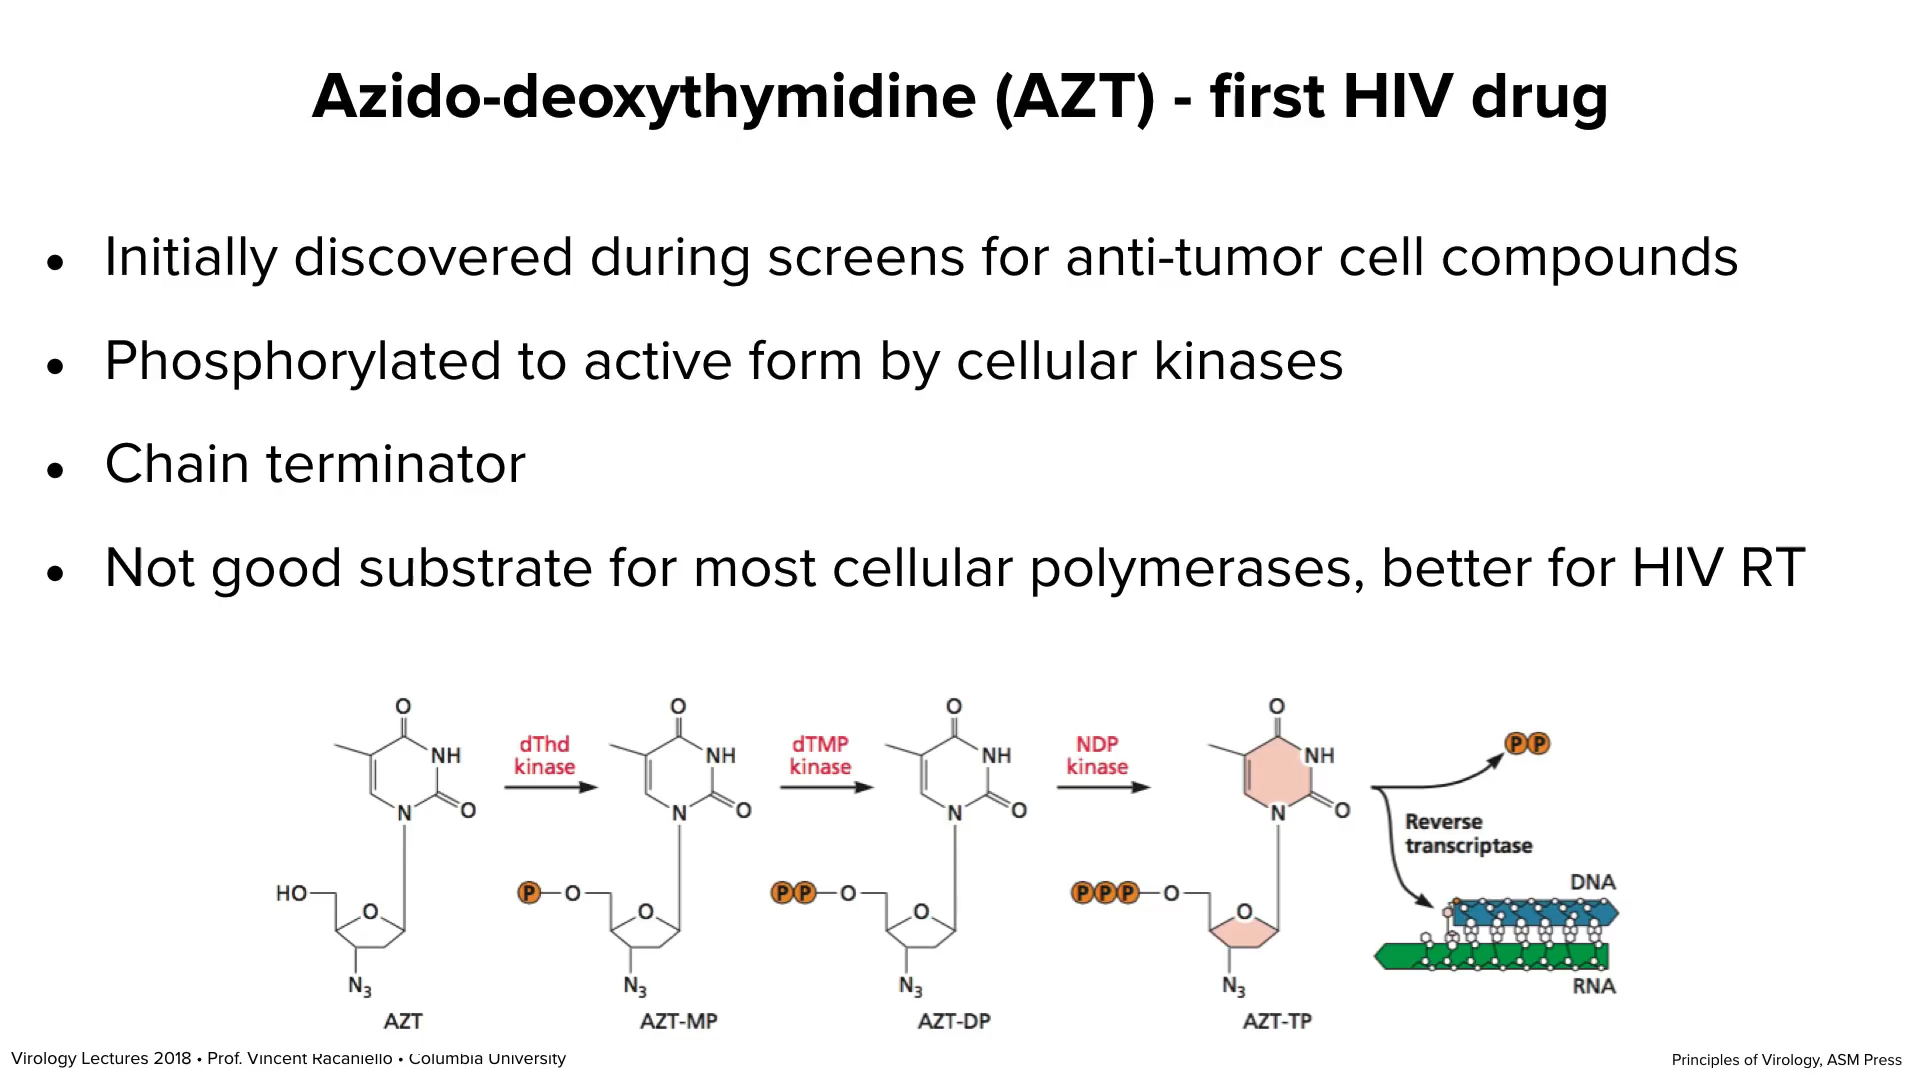 Azido-deoxythymidine (AZT) - first HIV drug
• Initially discovered during screens for anti-tumor cell compounds
• Phosphorylated to active form by cellular kinases
• Chain terminator
• Not good substrate for most cellular polymerases, better for HIV RT
O
NH
N
O
HO
O
N3
AZT
dThd
kinase
O
NH
N
O
P O
O
N3
AZT-MP
dTMP
kinase
O
NH
N
O
PP O
O
N3
AZT-DP
NDP
kinase
O
NH
N
O
PPP O
O
N3
AZT-TP
PP
Reverse
transcriptase
DNA
RNA
Virology Lectures 2018 • Prof. Vincent Racaniello • Columbia University
Principles of Virology, ASM Press